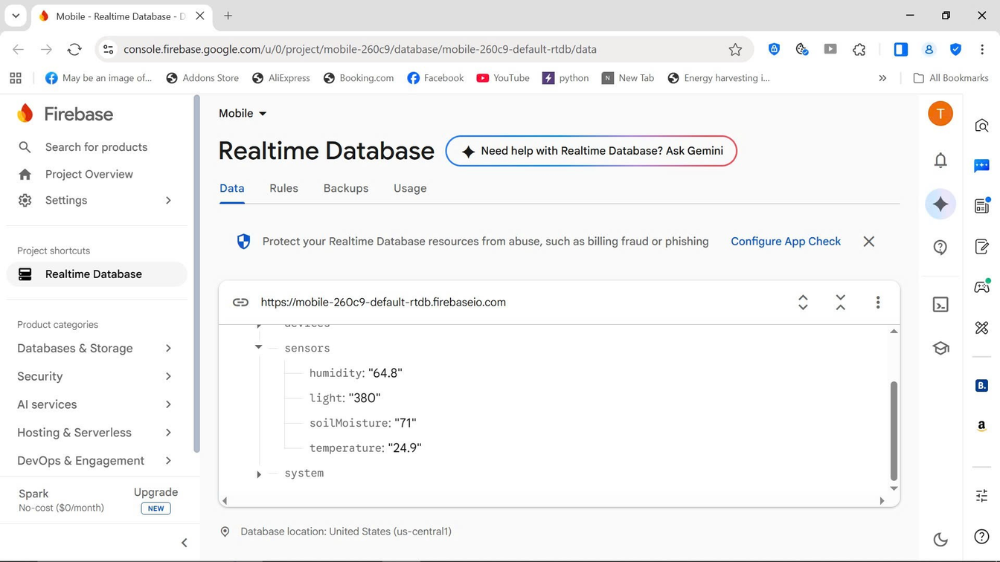 Mobile - Realtime Database - D
console.firebase.google.com/u/0/project/mobile-260c9/database/mobile-260c9-default-rtdb/data
May be an image of...
Addons Store
AliExpress
Booking.com
Facebook
YouTube
python
N
New Tab
Energy harvesting i...
»
All Bookmarks
Firebase
Search for products
Project Overview
Settings
Project shortcuts
Realtime Database
Product categories
Databases & Storage
Security
AI services
Hosting & Serverless
DevOps & Engagement
Spark
No-cost ($0/month)
Upgrade
NEW
Mobile
Realtime Database
Need help with Realtime Database? Ask Gemini
Data
Rules
Backups
Usage
Protect your Realtime Database resources from abuse, such as billing fraud or phishing
Configure App Check
https://mobile-260c9-default-rtdb.firebaseio.com
devices
sensors
humidity: "64.8"
light: "380"
soilMoisture: "71"
temperature: "24.9"
system
Database location: United States (us-central1)
T
B.
a